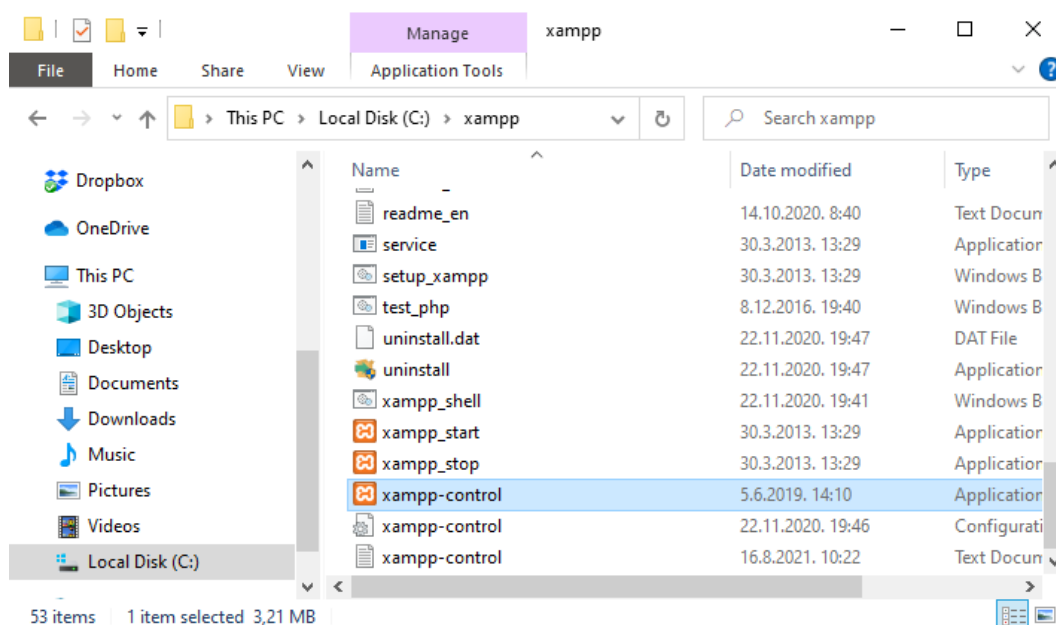 Manage xampp
File Home Share View Application Tools
This PC > Local Disk (C:) > xampp Search xampp
Name Date modified Type
Dropbox
OneDrive
This PC
3D Objects
Desktop
Documents
Downloads
Music
Pictures
Videos
Local Disk (C:)
readme_en 14.10.2020. 8:40 Text Docum
service 30.3.2013. 13:29 Application
setup_xampp 30.3.2013. 13:29 Windows B
test_php 8.12.2016. 19:40 Windows B
uninstall.dat 22.11.2020. 19:47 DAT File
uninstall 22.11.2020. 19:47 Application
xampp_shell 22.11.2020. 19:41 Windows B
xampp_start 30.3.2013. 13:29 Application
xampp_stop 30.3.2013. 13:29 Application
xampp-control 5.6.2019. 14:10 Application
xampp-control 22.11.2020. 19:46 Configurati
xampp-control 16.8.2021. 10:22 Text Docum
53 items 1 item selected 3,21 MB